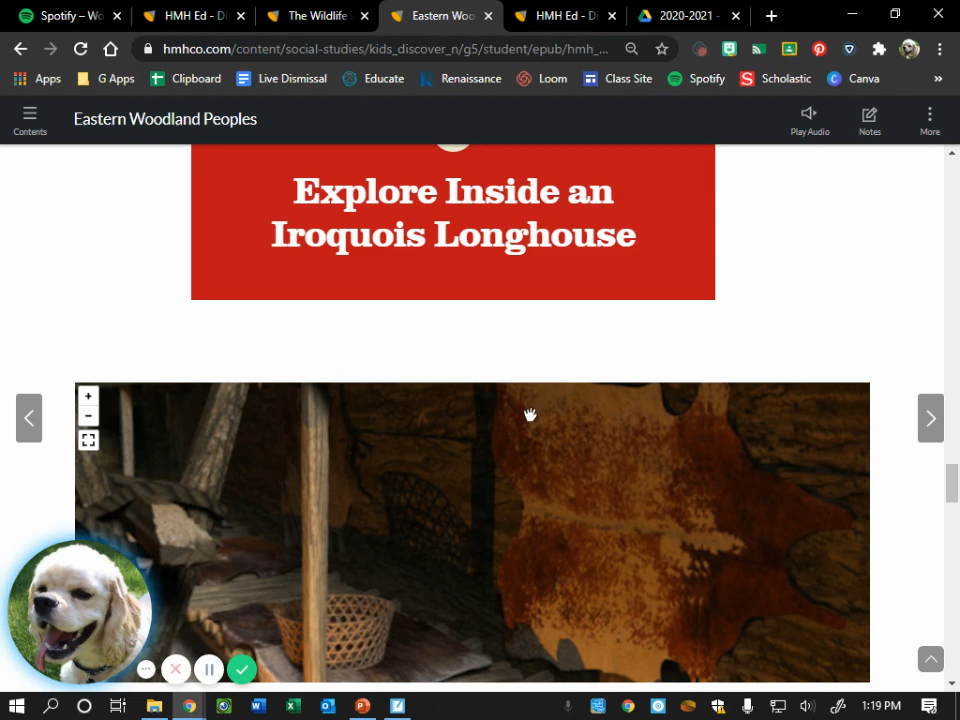 Spotify – Wo
HMH Ed - Di
The Wildlife
Eastern Woo
HMH Ed - Di
2020-2021 -
hmhco.com/content/social-studies/kids_discover_n/g5/student/epub/hmh_...
Apps
G Apps
Clipboard
Live Dismissal
Educate
Renaissance
Loom
Class Site
Spotify
Scholastic
Canva
»
Contents
Eastern Woodland Peoples
Play Audio
Notes
More
Explore Inside an
Iroquois Longhouse
+
-
1:19 PM